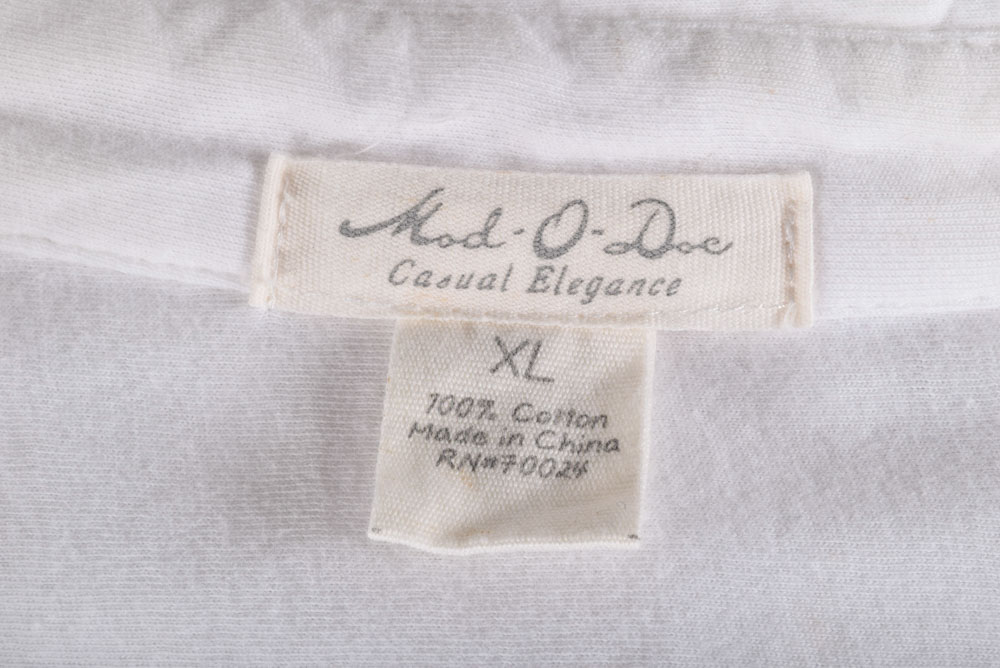 Mod-O-Doc
Casual Elegance
XL
100% Cotton
Made in China
RN#70024